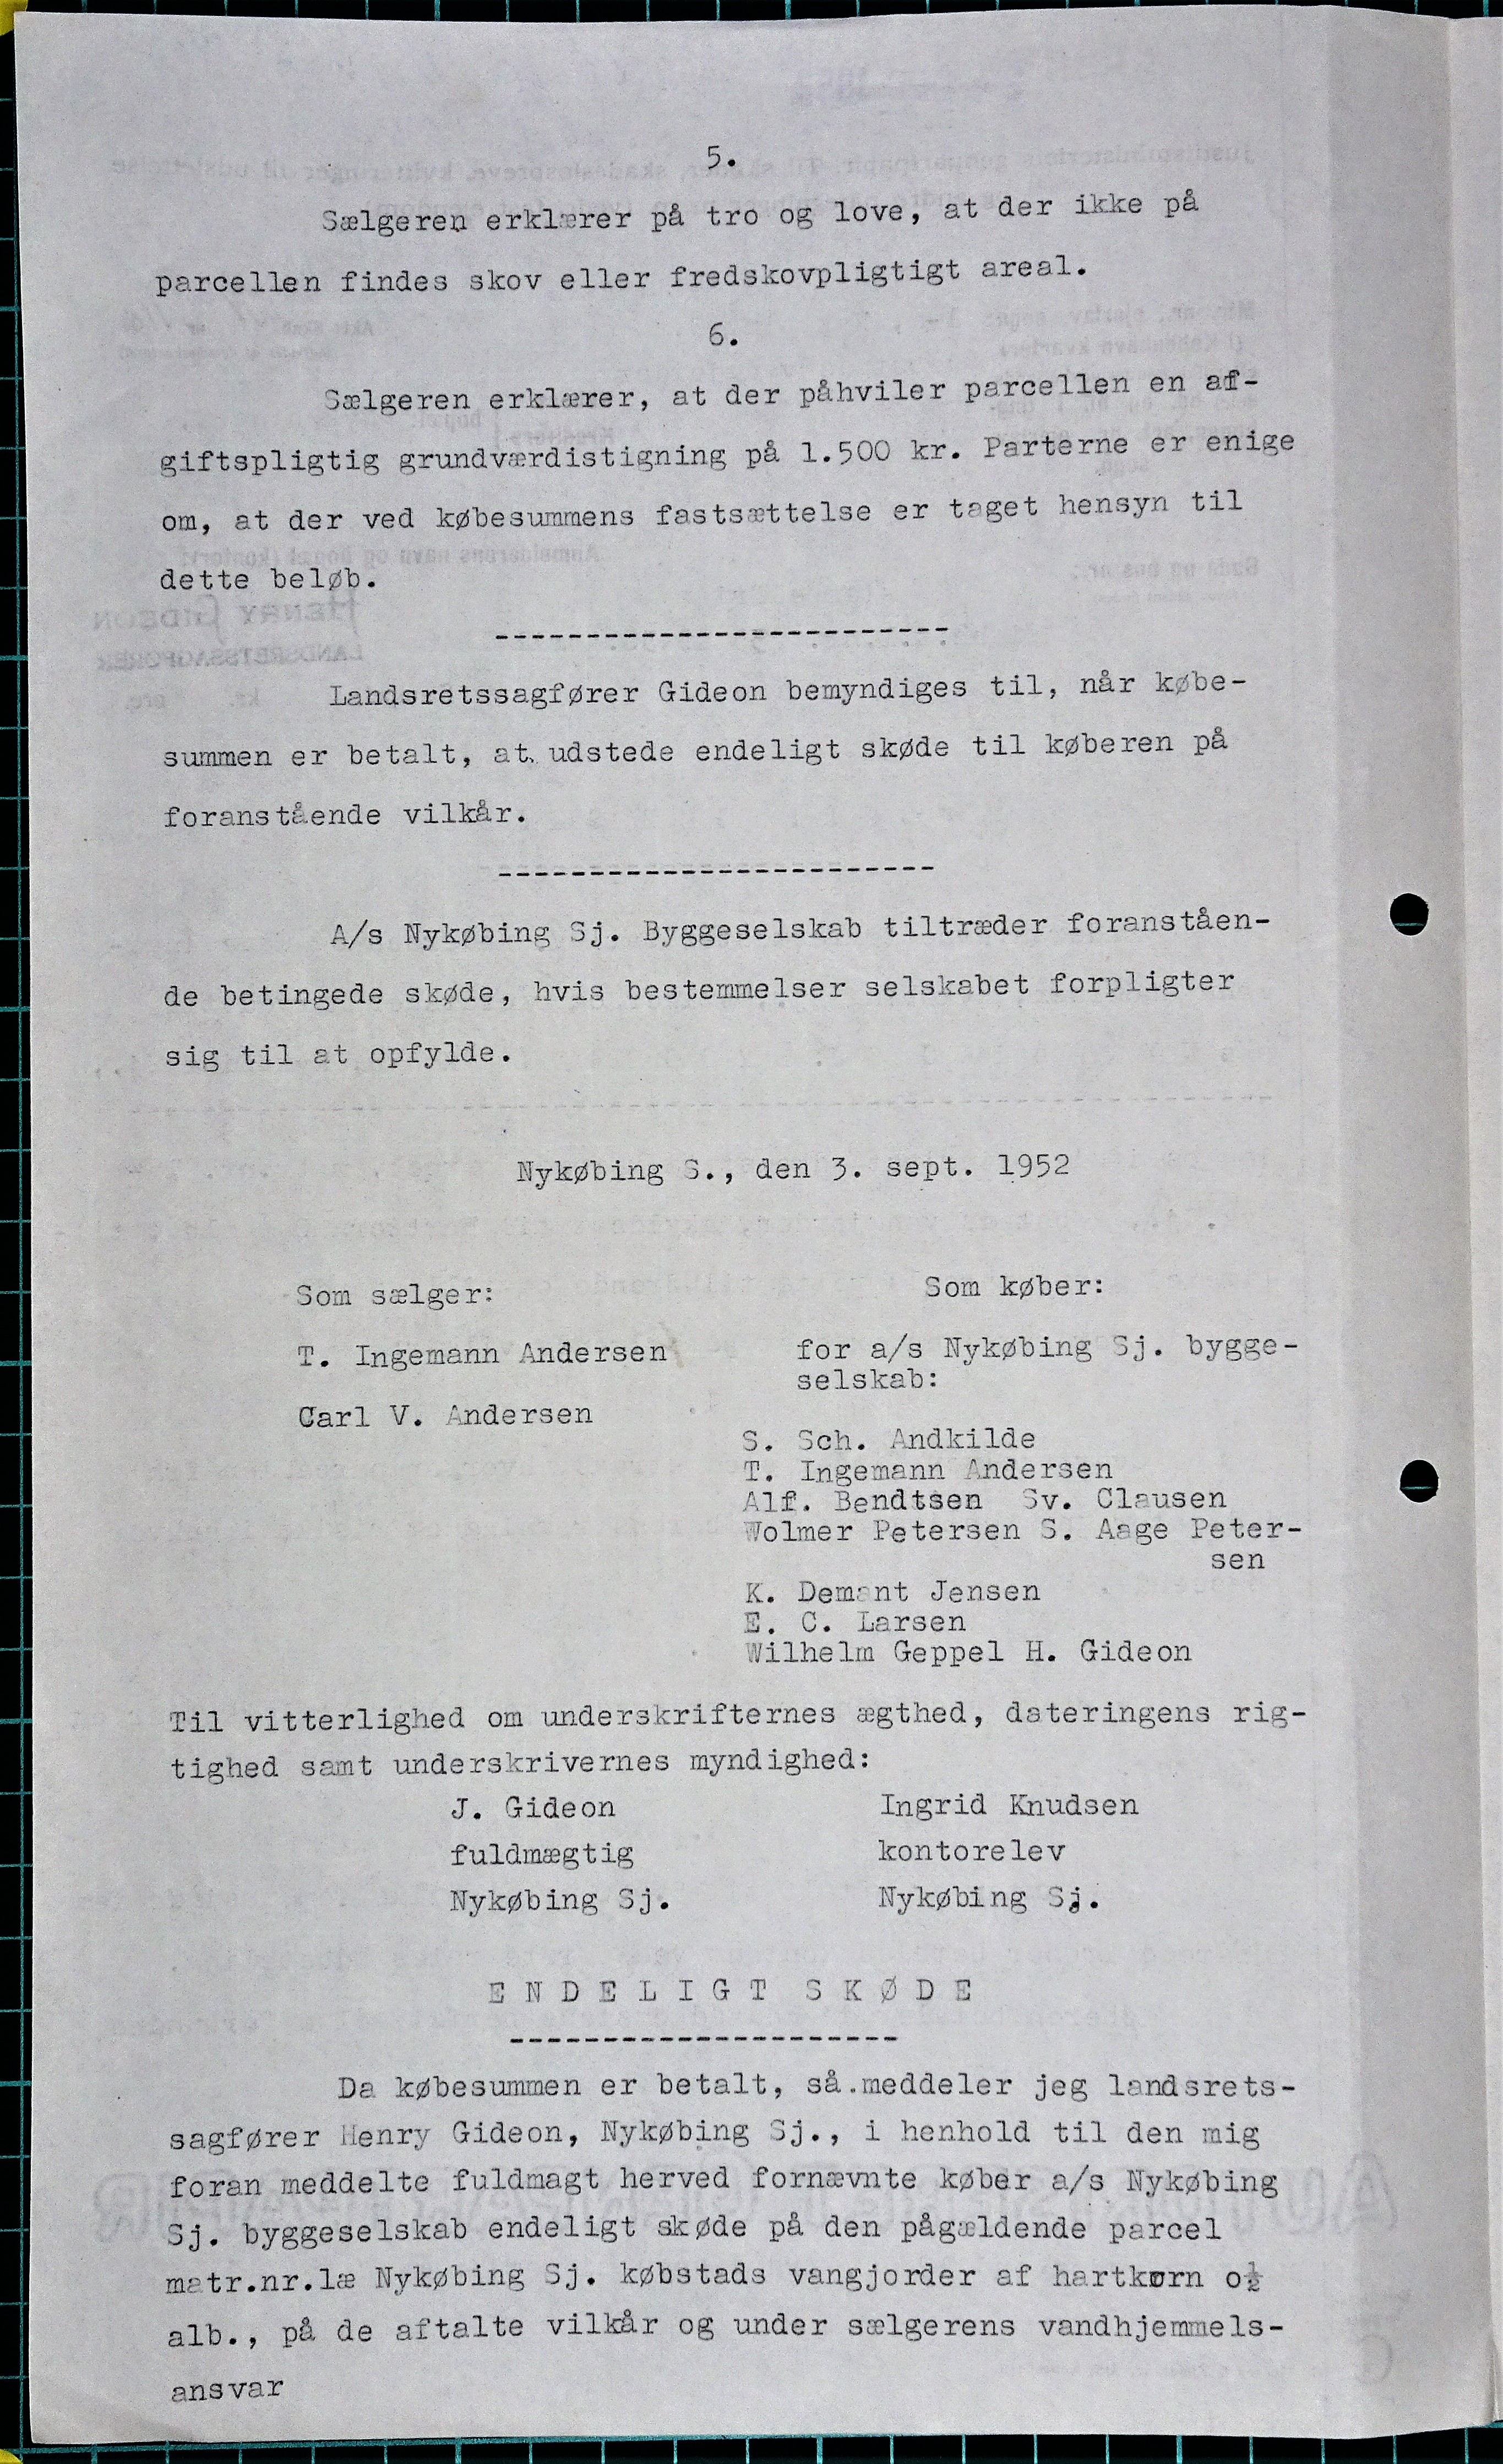 5.
Sælgeren erklærer på tro og love, at der ikke på
parcellen findes skov eller fredskovpligtigt areal.
6.
Sælgeren erklærer, at der påhviler parcellen en af-
giftspligtig grundværdistigning på 1.500 kr. Parterne er enige
om, at der ved købesummens fastsættelse er taget hensyn til
dette beløb.
-------------------------
Landsretssagfører Gideon bemyndiges til, når købe-
summen er betalt, at udstede endeligt skøde til køberen på
foranstående vilkår.
------------------------
A/s Nykøbing Sj. Byggeselskab tiltræder foranståen-
de betingede skøde, hvis bestemmelser selskabet forpligter
sig til at opfylde.
Nykøbing S., den 3. sept. 1952
Som sælger: Som køber:
T. Ingemann Andersen for a/s Nykøbing Sj. bygge-
selskab:
Carl V. Andersen
S. Sch. Andkilde
T. Ingemann Andersen
Alf. Bendtsen Sv. Clausen
Wolmer Petersen S. Aage Peter-
sen
K. Demant Jensen
E. C. Larsen
Wilhelm Geppel H. Gideon
Til vitterlighed om underskrifternes ægthed, dateringens rig-
tighed samt underskrivernes myndighed:
J. Gideon Ingrid Knudsen
fuldmægtig kontorelev
Nykøbing Sj. Nykøbing Sj.
E N D E L I G T S K Ø D E
---------------------
Da købesummen er betalt, så.meddeler jeg landsrets-
sagfører Henry Gideon, Nykøbing Sj., i henhold til den mig
foran meddelte fuldmagt herved fornævnte køber a/s Nykøbing
Sj. byggeselskab endeligt skøde på den pågældende parcel
matr.nr.læ Nykøbing Sj. købstads vangjorder af hartkorn o½
alb., på de aftalte vilkår og under sælgerens vandhjemmels-
ansvar
HENRY GIDEON
LANDSRETSSAGFØRER